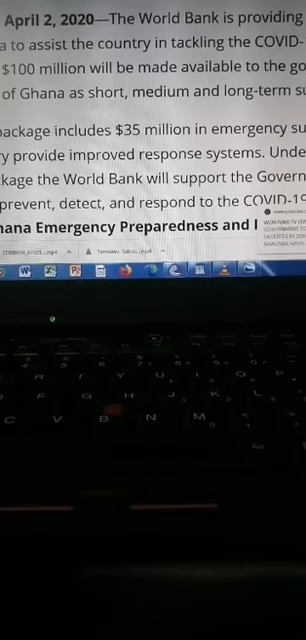 April 2, 2020—The World Bank is providing
a to assist the country in tackling the COVID-
$100 million will be made available to the go
of Ghana as short, medium and long-term su
package includes $35 million in emergency su
ry provide improved response systems. Unde
kage the World Bank will support the Govern
prevent, detect, and respond to the COVID-19
hana Emergency Preparedness and
R T Y U I O P
F G H J K L
C V B N M